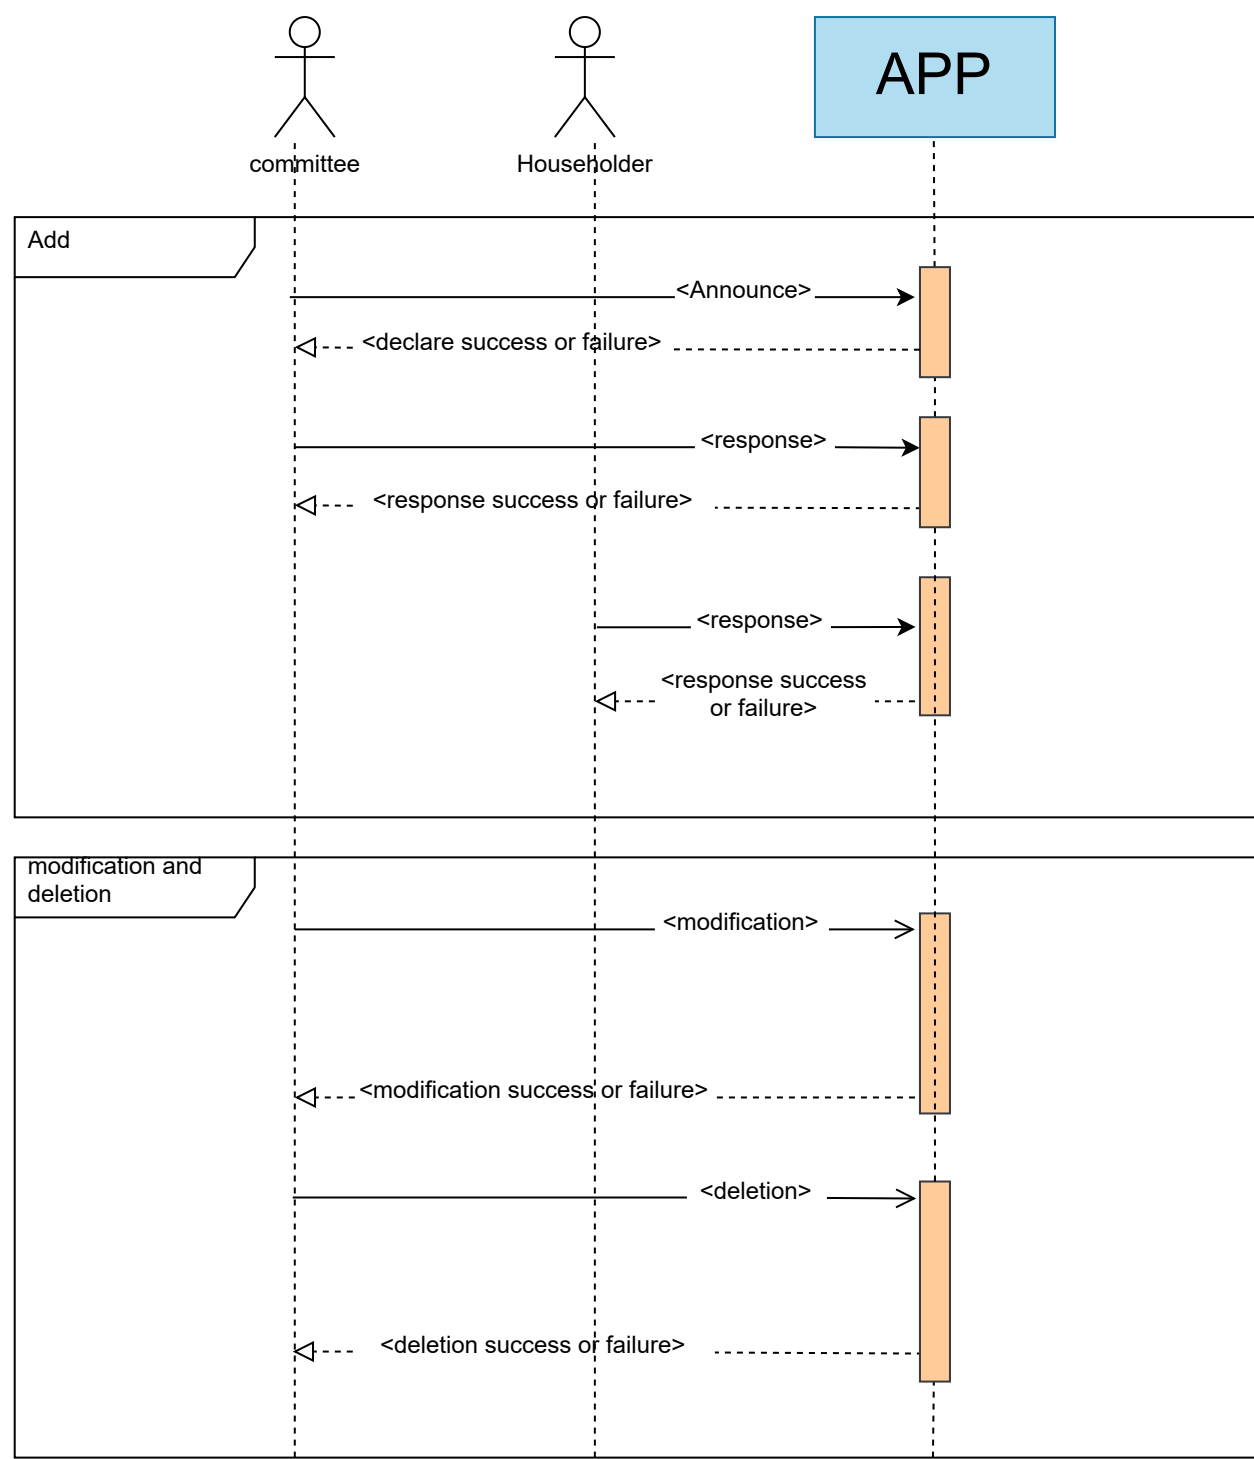 APP
committee
Householder
Add
<Announce>
<declare success or failure>
<response>
<response success or failure>
<response>
<response success
or failure>
modification and
deletion
<modification>
<modification success or failure>
<deletion>
<deletion success or failure>